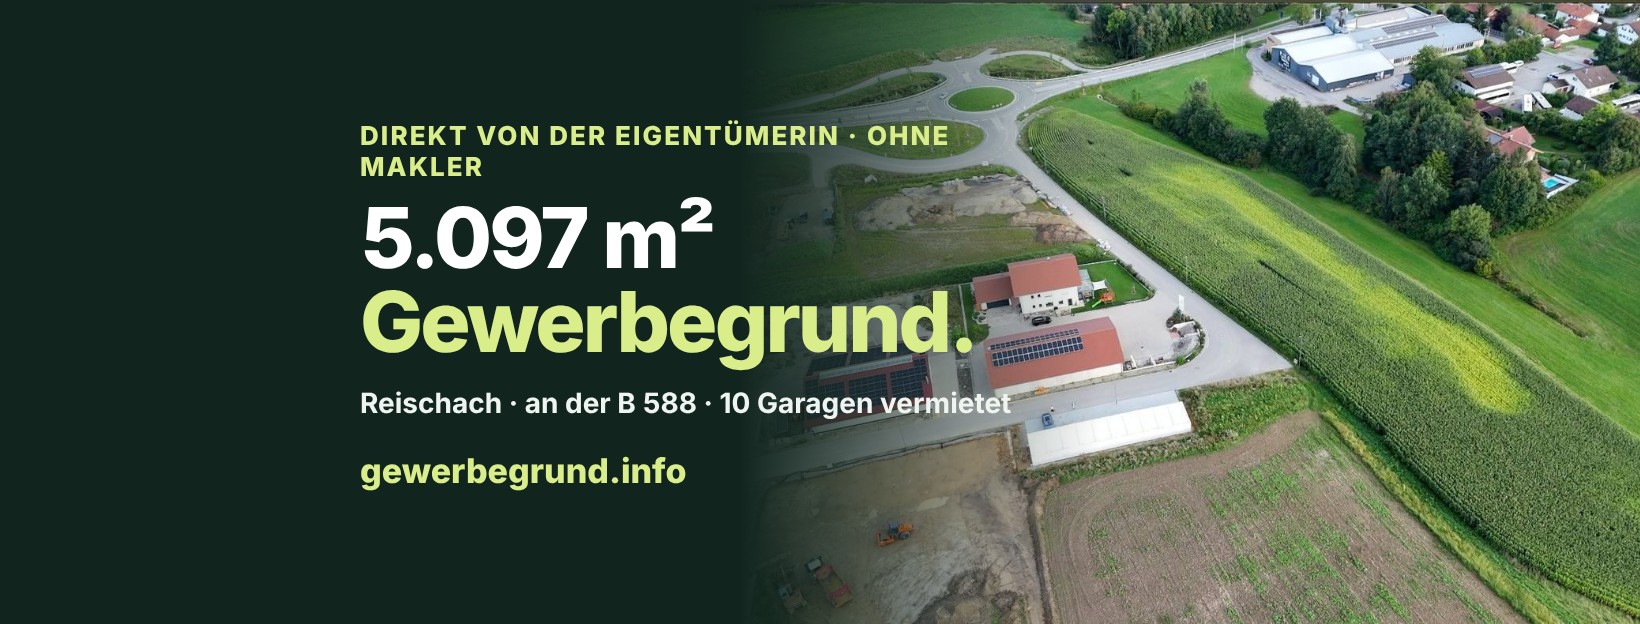 DIREKT VON DER EIGENTÜMERIN · OHNE
MAKLER
5.097 m²
Gewerbegrund.
Reischach · an der B 588 · 10 Garagen vermietet
gewerbegrund.info